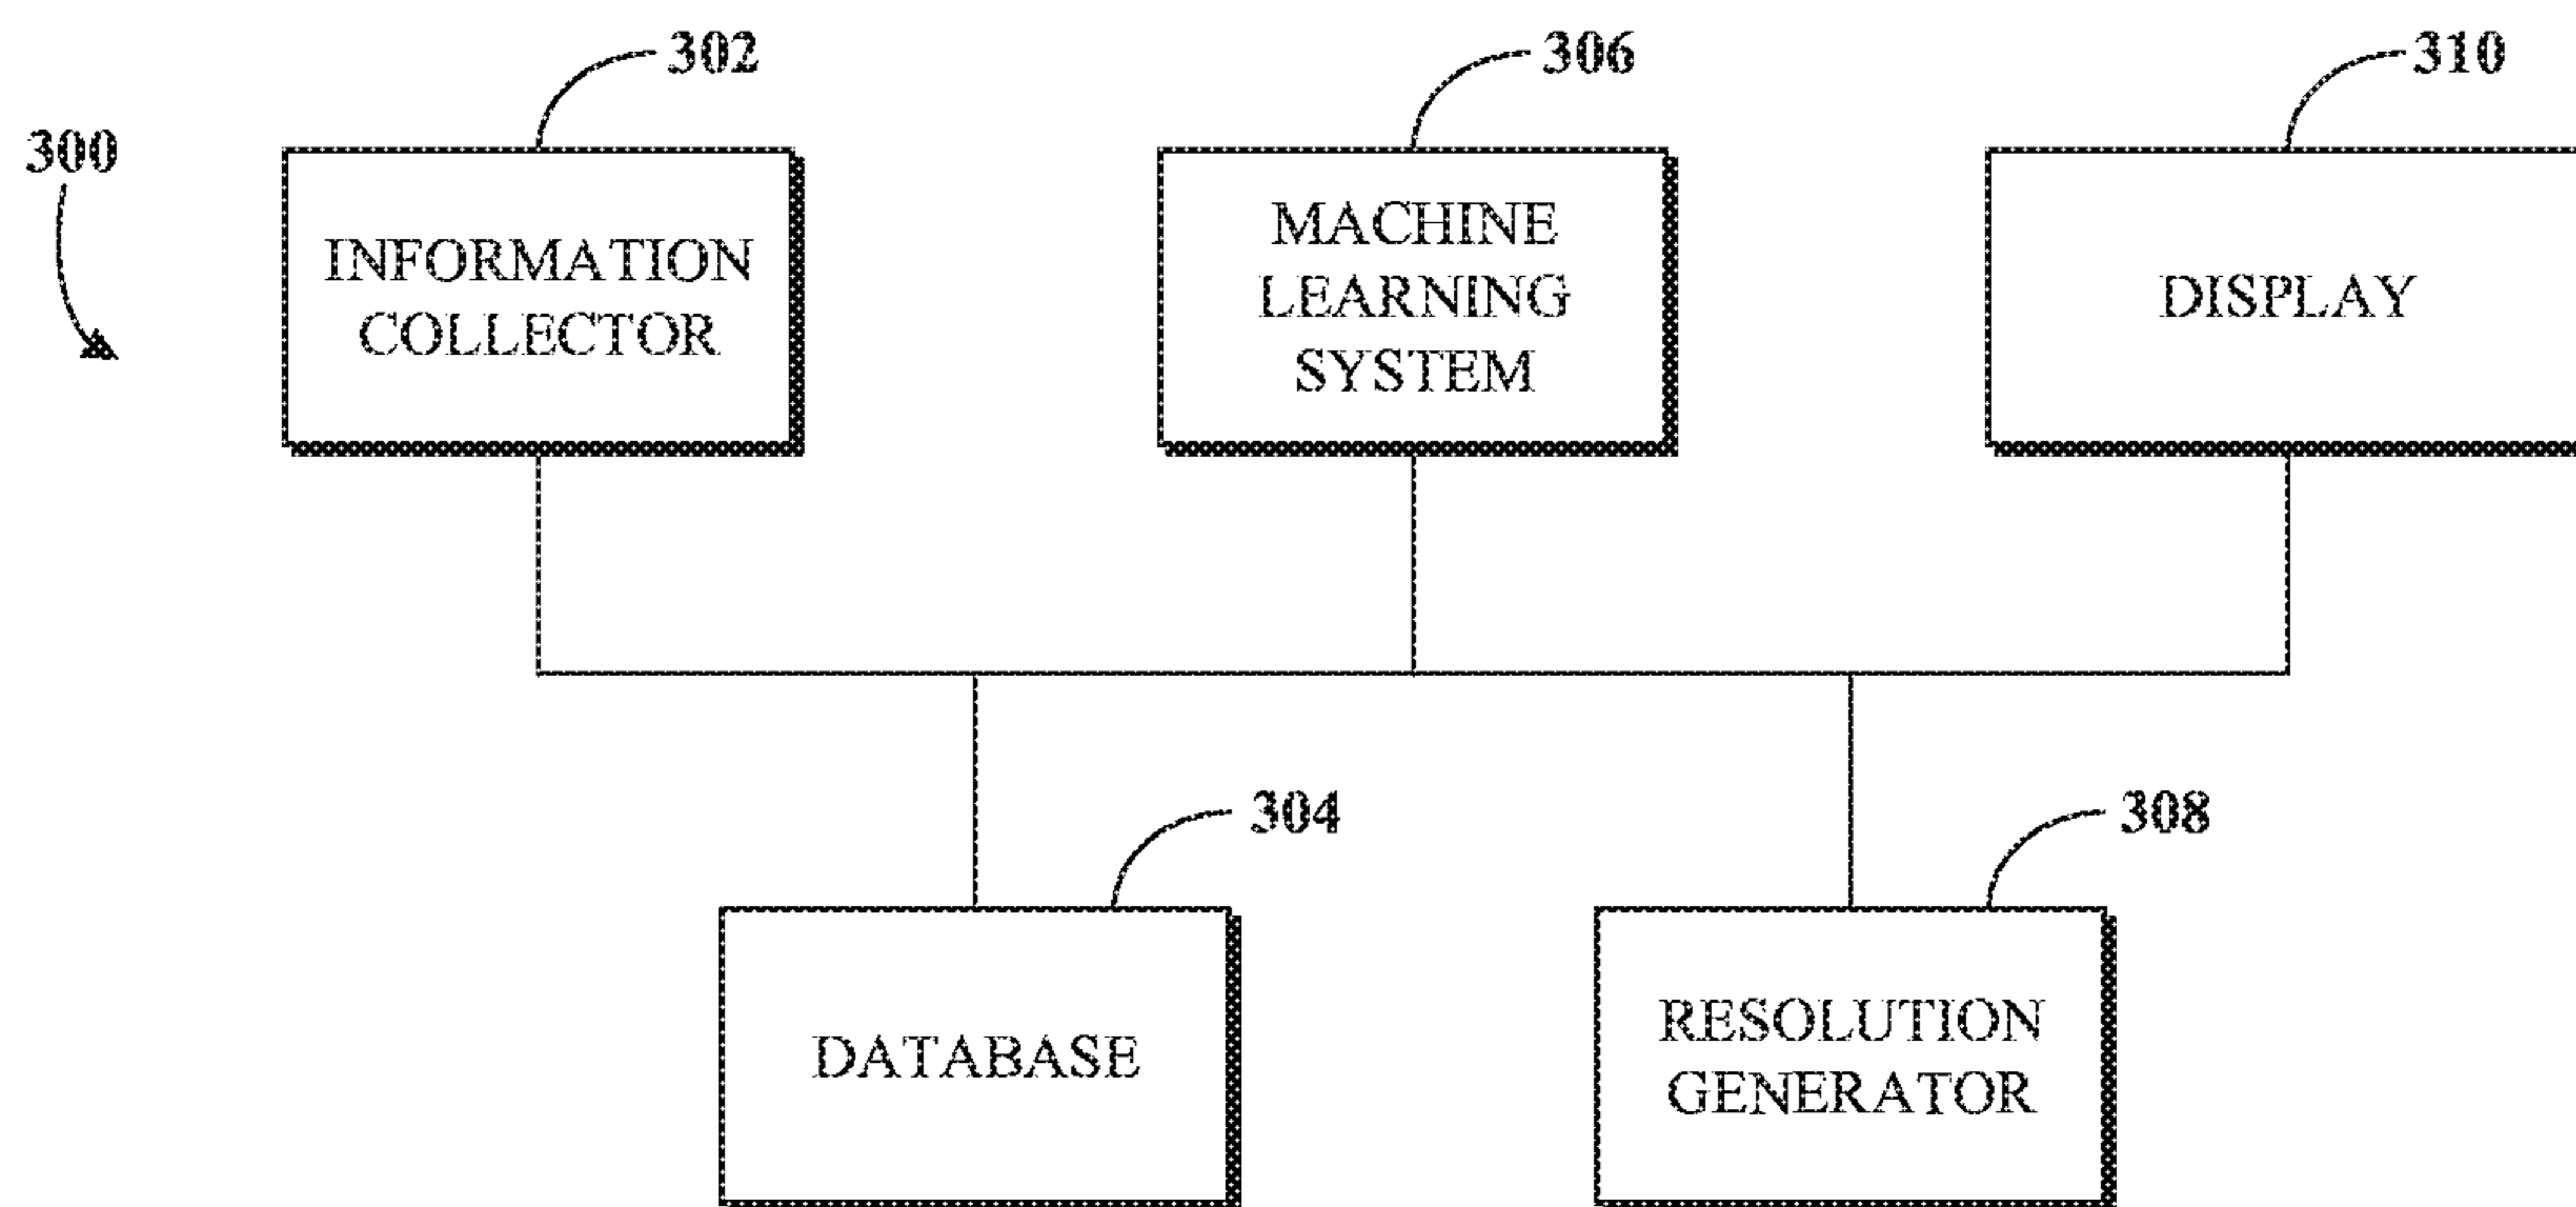 302
306
310
300
INFORMATION
COLLECTOR
MACHINE
LEARNING
SYSTEM
DISPLAY
304
308
DATABASE
RESOLUTION
GENERATOR